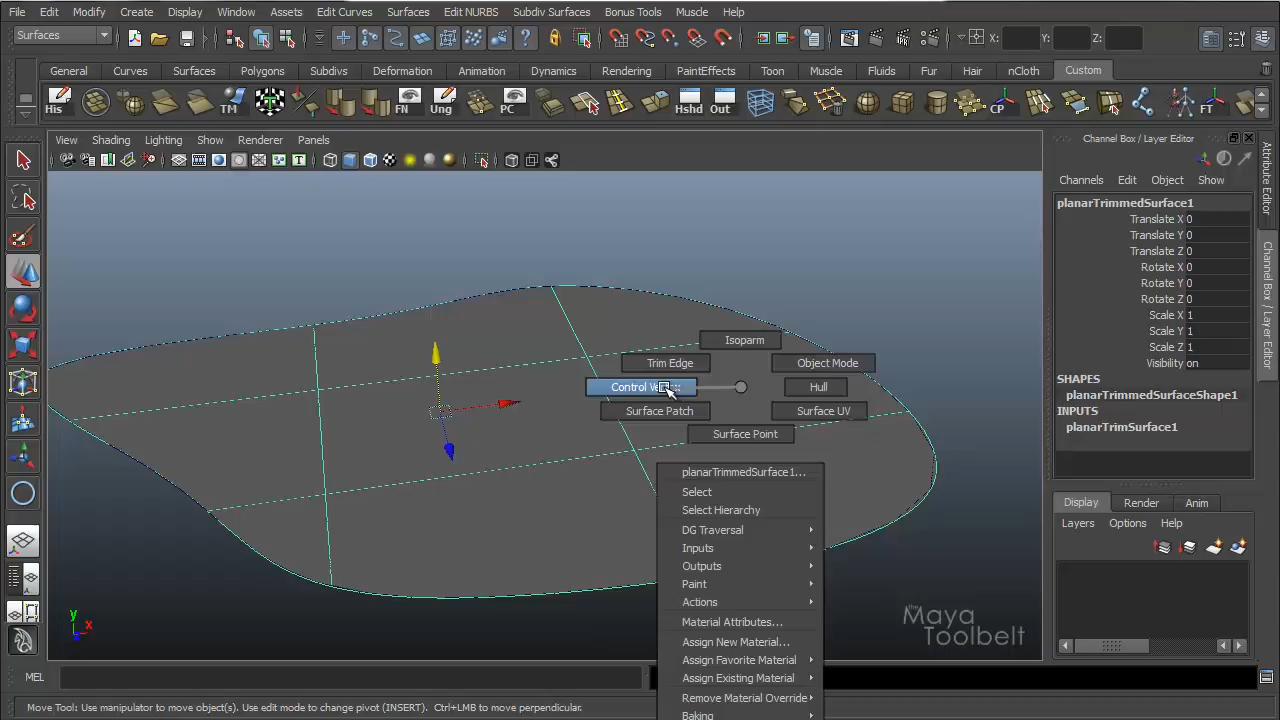 File Edit Modify Create Display Window Assets Edit Curves Surfaces Edit NURBS Subdiv Surfaces Bonus Tools Muscle Help
Surfaces X: Y: Z:
General Curves Surfaces Polygons Subdivs Deformation Animation Dynamics Rendering PaintEffects Toon Muscle Fluids Fur Hair nCloth Custom
His TM FN Ung PC Hshd Out CP FT
View Shading Lighting Show Renderer Panels
Channel Box / Layer Editor
Channels Edit Object Show
planarTrimmedSurface1
Translate X 0
Translate Y 0
Translate Z 0
Rotate X 0
Rotate Y 0
Rotate Z 0
Scale X 1
Scale Y 1
Scale Z 1
Visibility on
SHAPES
planarTrimmedSurfaceShape1
INPUTS
planarTrimSurface1
Attribute Editor
Channel Box / Layer Editor
Isoparm
Trim Edge Object Mode
Control Hull
Surface Patch Surface UV
Surface Point
planarTrimmedSurface1...
Select
Select Hierarchy
DG Traversal
Inputs
Outputs
Paint
Actions
Material Attributes...
Assign New Material...
Assign Favorite Material
Assign Existing Material
Remove Material Override
Baking
Display Render Anim
Layers Options Help
y
x
z
the
Maya
Toolbelt
MEL
Move Tool: Use manipulator to move object(s). Use edit mode to change pivot (INSERT). Ctrl+LMB to move perpendicular.